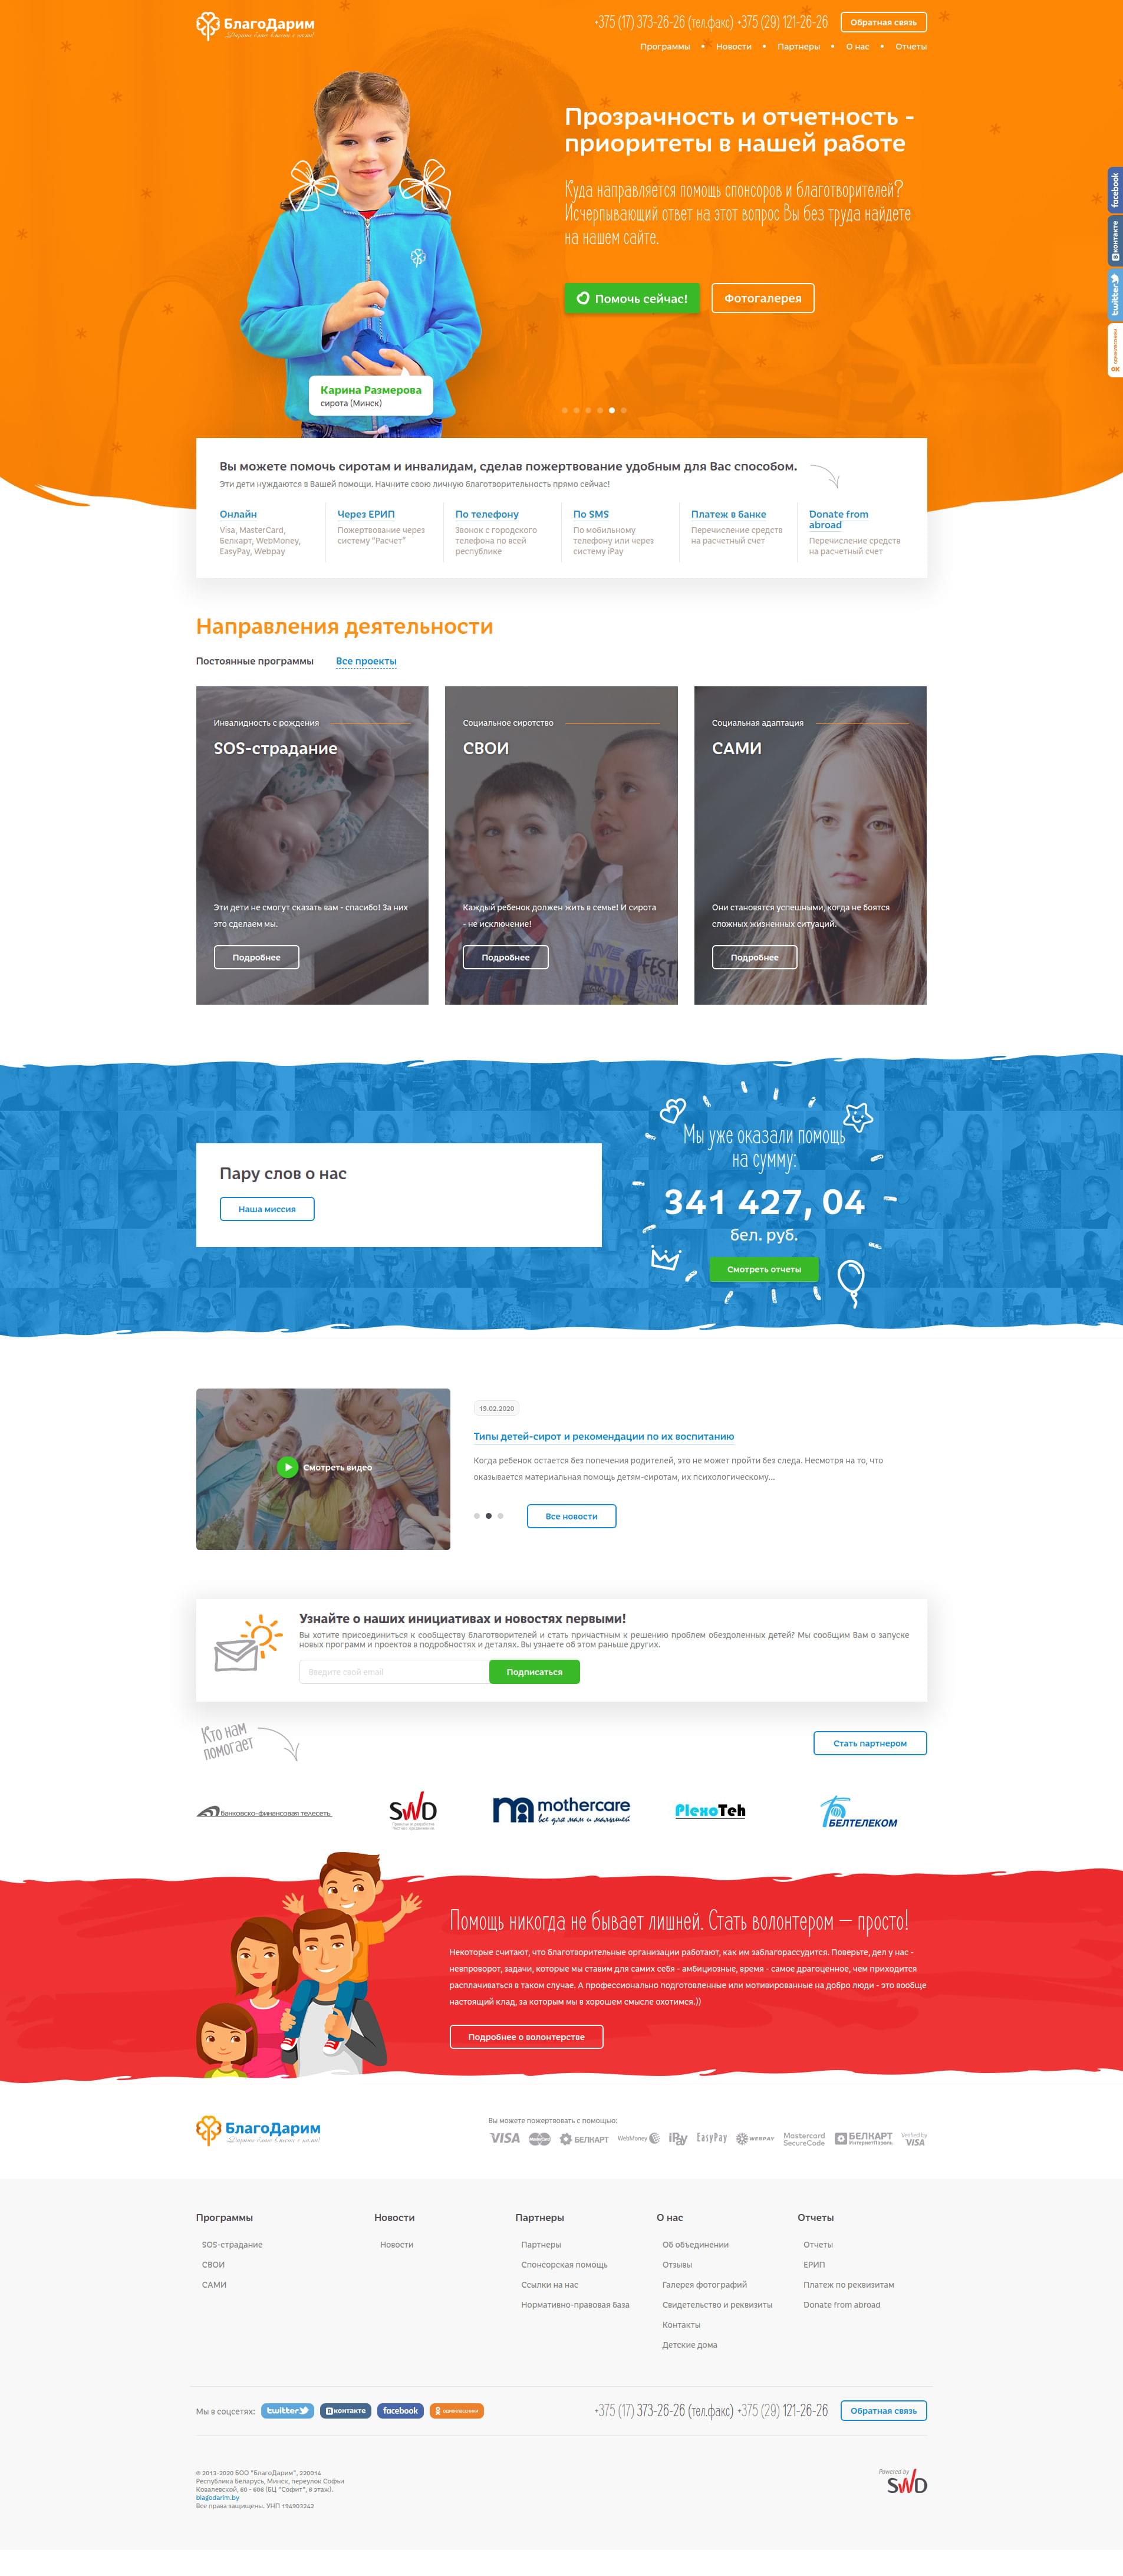 БлагоДарим
+375 (17) 373-26-26 (тел.факс) +375 (29) 121-26-26
Обратная связь
Программы
Новости
Партнеры
О нас
Отчеты
Прозрачность и отчетность -
приоритеты в нашей работе
Куда направляется помощь спонсоров и благотворителей?
Исчерпывающий ответ на этот вопрос Вы без труда найдете
на нашем сайте.
Помочь сейчас!
Фотогалерея
facebook
контакте
twitter
одноклассники
Карина Размерова
сирота (Минск)
Вы можете помочь сиротам и инвалидам, сделав пожертвование удобным для Вас способом.
Эти дети нуждаются в Вашей помощи. Начните свою личную благотворительность прямо сейчас!
Онлайн
Visa, MasterCard,
Белкарт, WebMoney,
EasyPay, Webpay
Через ЕРИП
Пожертвование через
систему "Расчет"
По телефону
Звонок с городского
телефона по всей
республике
По SMS
По мобильному
телефону или через
систему iPay
Платеж в банке
Перечисление средств
на расчетный счет
Donate from
abroad
Перечисление средств
на расчетный счет
Направления деятельности
Постоянные программы
Все проекты
Инвалидность с рождения
SOS-страдание
Эти дети не смогут сказать вам - спасибо! За них
это сделаем мы.
Подробнее
Социальное сиротство
СВОИ
Каждый ребенок должен жить в семье! И сирота
- не исключение!
Подробнее
Социальная адаптация
САМИ
Они становятся успешными, когда не боятся
сложных жизненных ситуаций.
Подробнее
Пару слов о нас
Наша миссия
Мы уже оказали помощь
на сумму:
341 427, 04
бел. руб.
Смотреть отчеты
Смотреть видео
19.02.2020
Типы детей-сирот и рекомендации по их воспитанию
Когда ребенок остается без попечения родителей, это не может пройти без следа. Несмотря на то, что
оказывается материальная помощь детям-сиротам, их психологическому...
Все новости
Узнайте о наших инициативах и новостях первыми!
Вы хотите присоединиться к сообществу благотворителей и стать причастным к решению проблем обездоленных детей? Мы сообщим Вам о запуске
новых программ и проектов в подробностях и деталях. Вы узнаете об этом раньше других.
Введите свой email
Подписаться
Кто нам
помогает
Стать партнером
банковско-финансовая телесеть
SWD
mothercare
все для мам и малышей
PlexoTeh
БЕЛТЕЛЕКОМ
Помощь никогда не бывает лишней. Стать волонтером — просто!
Некоторые считают, что благотворительные организации работают, как им заблагорассудится. Поверьте, дел у нас -
невпроворот, задачи, которые мы ставим для самих себя - амбициозные, время - самое драгоценное, чем приходится
расплачиваться в таком случае. А профессионально подготовленные или мотивированные на добро люди - это вообще
настоящий клад, за которым мы в хорошем смысле охотимся.))
Подробнее о волонтерстве
БлагоДарим
Вы можете пожертвовать с помощью:
VISA
БЕЛКАРТ
WebMoney
iPay
EasyPay
WEBPAY
Mastercard
SecureCode
БЕЛКАРТ
ИнтернетПароль
Verified by
VISA
Программы
SOS-страдание
СВОИ
САМИ
Новости
Новости
Партнеры
Партнеры
Спонсорская помощь
Ссылки на нас
Нормативно-правовая база
О нас
Об объединении
Отзывы
Галерея фотографий
Свидетельство и реквизиты
Контакты
Детские дома
Отчеты
Отчеты
ЕРИП
Платеж по реквизитам
Donate from abroad
Мы в соцсетях:
twitter
контакте
facebook
одноклассники
+375 (17) 373-26-26 (тел.факс) +375 (29) 121-26-26
Обратная связь
© 2013-2020 БОО "БлагоДарим", 220014
Республика Беларусь, Минск, переулок Софьи
Ковалевской, 60 - 606 (БЦ "Софит", 6 этаж).
blagodarim.by
Все права защищены. УНП 194903242
Powered by
SWD